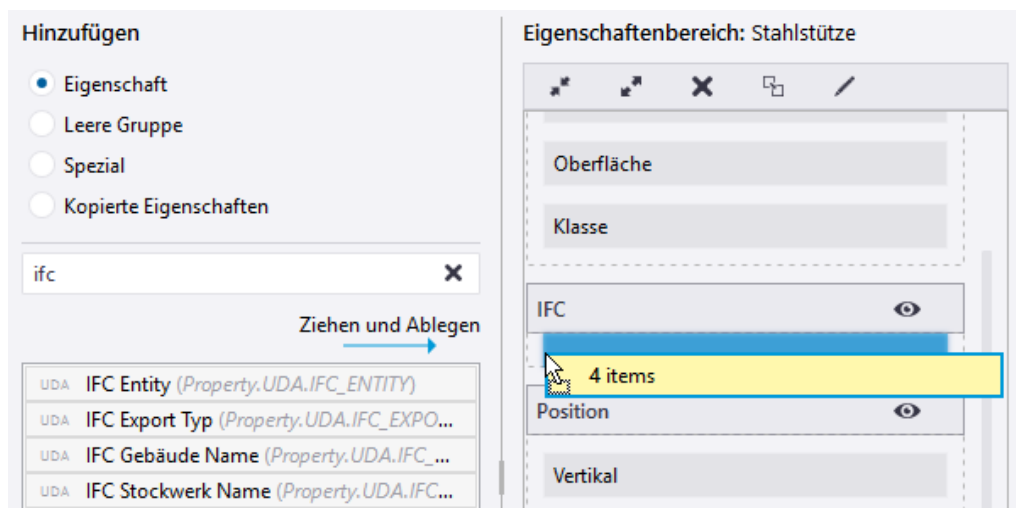 Hinzufügen
Eigenschaft
Leere Gruppe
Spezial
Kopierte Eigenschaften
ifc
Ziehen und Ablegen
UDA IFC Entity (Property.UDA.IFC_ENTITY)
UDA IFC Export Typ (Property.UDA.IFC_EXPO...
UDA IFC Gebäude Name (Property.UDA.IFC_...
UDA IFC Stockwerk Name (Property.UDA.IFC...
Eigenschaftenbereich: Stahlstütze
Oberfläche
Klasse
IFC
4 items
Position
Vertikal